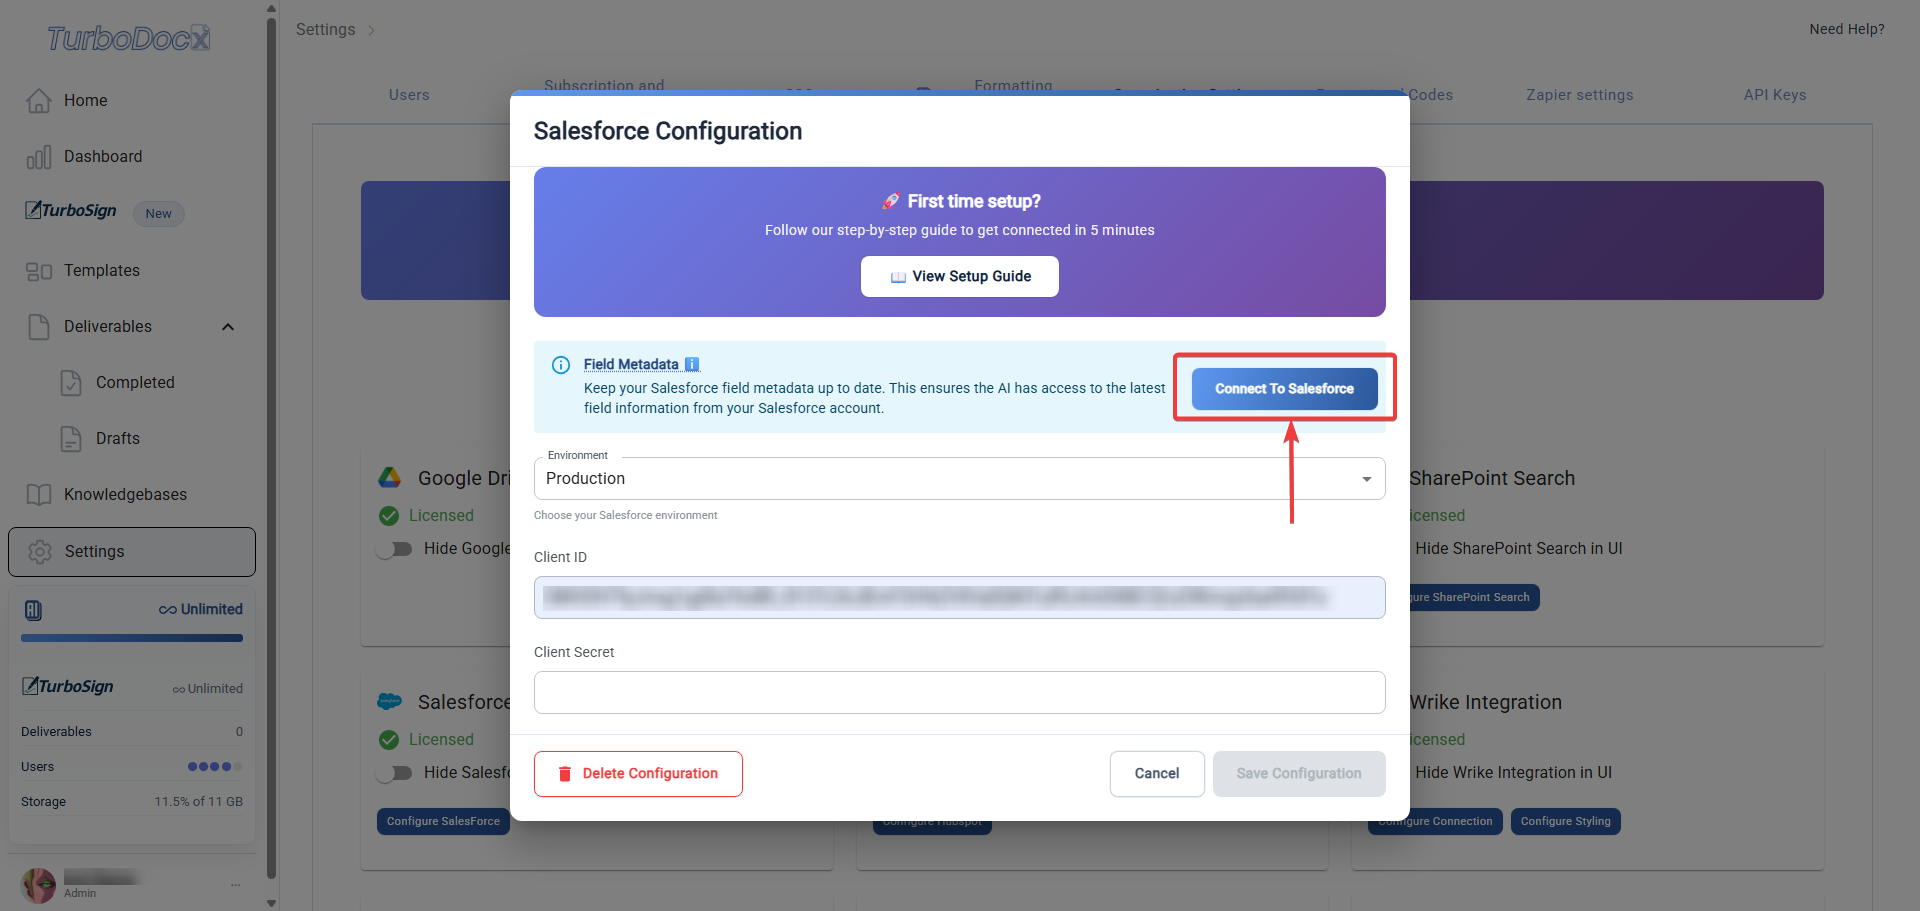 TurboDocx
Home
Dashboard
TurboSign New
Templates
Deliverables
Completed
Drafts
Knowledgebases
Settings
Unlimited
TurboSign Unlimited
Deliverables 0
Users
Storage 11.5% of 11 GB
Admin
Settings
Need Help?
Users
Subscription and
Formatting
Codes
Zapier settings
API Keys
Salesforce Configuration
🚀 First time setup?
Follow our step-by-step guide to get connected in 5 minutes
📖 View Setup Guide
Field Metadata ℹ️
Keep your Salesforce field metadata up to date. This ensures the AI has access to the latest
field information from your Salesforce account.
Connect To Salesforce
Environment
Production
Choose your Salesforce environment
Client ID
Client Secret
Delete Configuration
Cancel
Save Configuration
Google Dri
Licensed
Hide Google
SharePoint Search
icensed
Hide SharePoint Search in UI
gure SharePoint Search
Salesforce
Licensed
Hide Salesfo
Configure SalesForce
Configure Hubspot
Wrike Integration
icensed
Hide Wrike Integration in UI
Configure Connection
Configure Styling